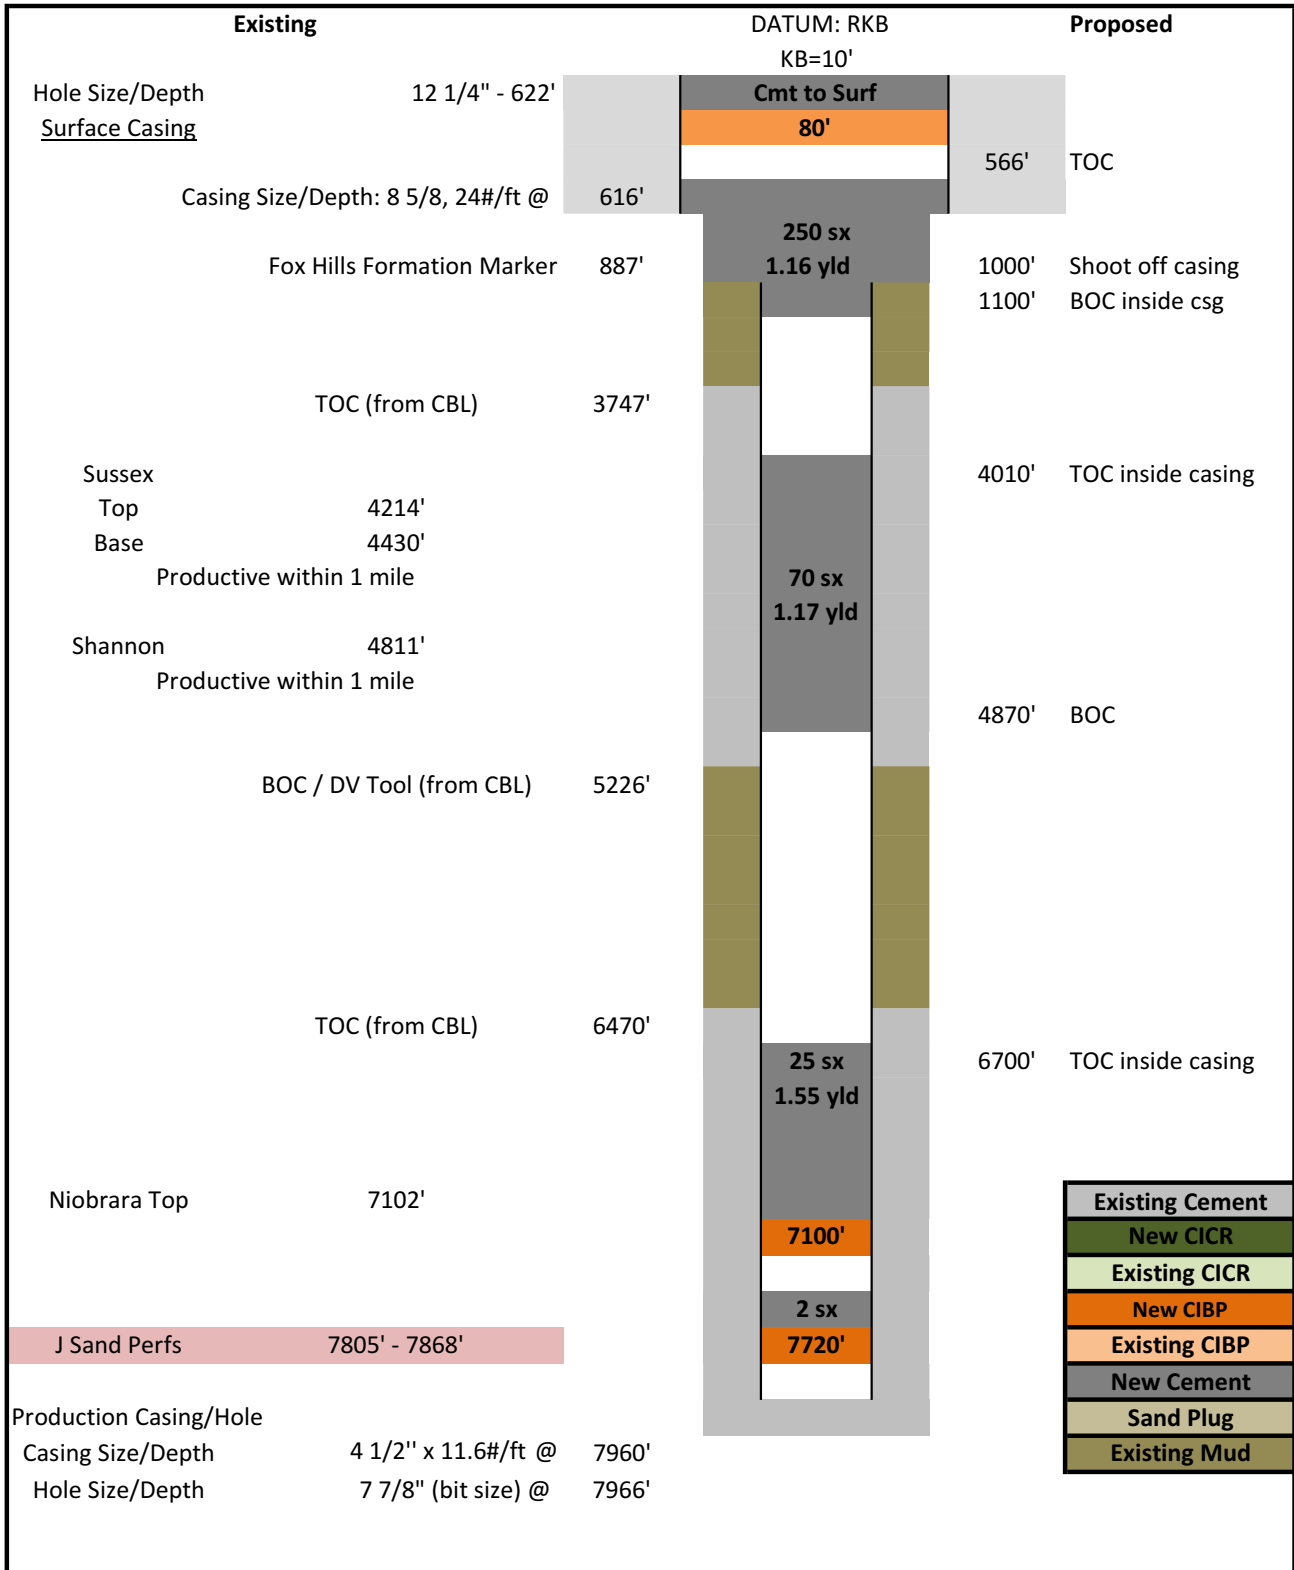 Existing DATUM: RKB Proposed
KB=10'
Hole Size/Depth 12 1/4" - 622' Cmt to Surf
Surface Casing 80'
566' TOC
Casing Size/Depth: 8 5/8, 24#/ft @ 616'
250 sx
Fox Hills Formation Marker 887' 1.16 yld 1000' Shoot off casing
1100' BOC inside csg
TOC (from CBL) 3747'
Sussex 4010' TOC inside casing
Top 4214'
Base 4430'
Productive within 1 mile 70 sx
1.17 yld
Shannon 4811'
Productive within 1 mile
4870' BOC
BOC / DV Tool (from CBL) 5226'
TOC (from CBL) 6470'
25 sx 6700' TOC inside casing
1.55 yld
Niobrara Top 7102' Existing Cement
7100' New CICR
Existing CICR
2 sx New CIBP
J Sand Perfs 7805' - 7868' 7720' Existing CIBP
New Cement
Production Casing/Hole Sand Plug
Casing Size/Depth 4 1/2'' x 11.6#/ft @ 7960' Existing Mud
Hole Size/Depth 7 7/8" (bit size) @ 7966'